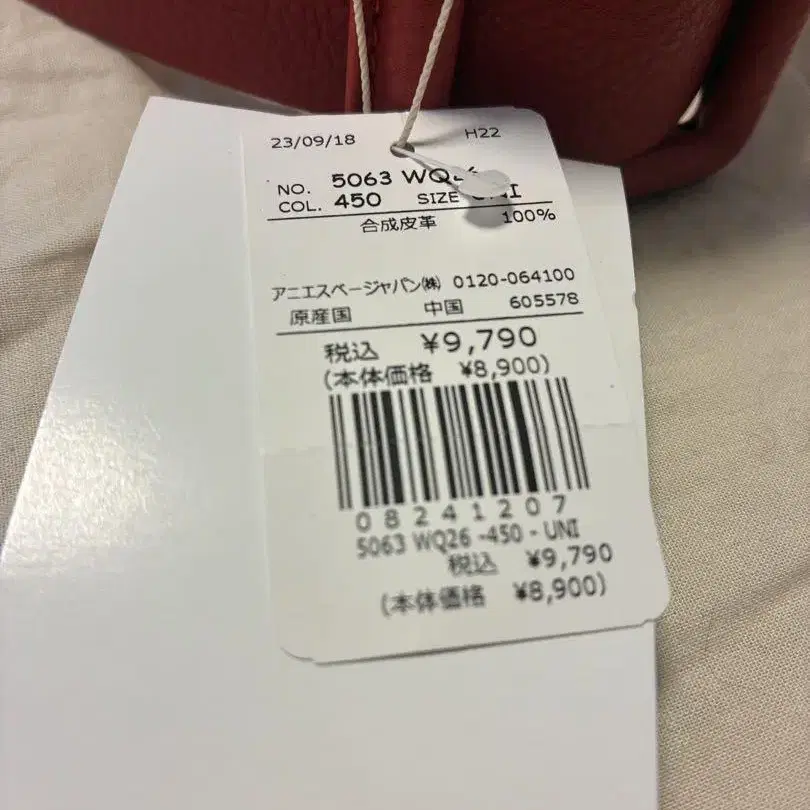 23/09/18 H22
NO. 5063
COL. 450 SIZE
合成皮革 100%
アニエスベージャパン㈱ 0120-064100
原産国 中国 605578
税込 ¥9,790
(本体価格 ¥8,900)
08241207
5063 WQ26 -450 - UNI
税込 ¥9,790
(本体価格 ¥8,900)